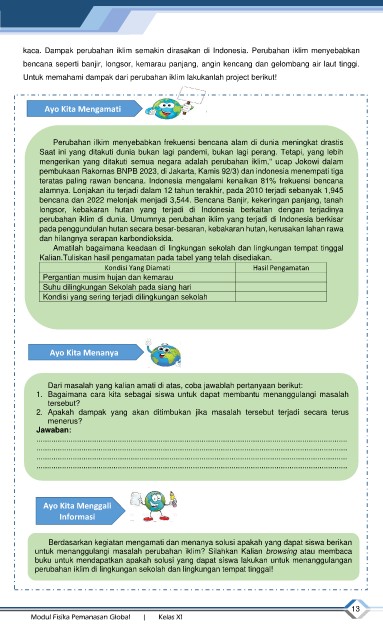 kaca. Dampak perubahan iklim semakin dirasakan di Indonesia. Perubahan iklim menyebabkan
bencana seperti banjir, longsor, kemarau panjang, angin kencang dan gelombang air laut tinggi.
Untuk memahami dampak dari perubahan iklim lakukanlah project berikut!
Ayo Kita Mengamati
Perubahan iklim menyebabkan frekuensi bencana alam di dunia meningkat drastis
Saat ini yang ditakuti dunia bukan lagi pandemi, bukan lagi perang. Tetapi, yang lebih
mengerikan yang ditakuti semua negara adalah perubahan iklim," ucap Jokowi dalam
pembukaan Rakornas BNPB 2023, di Jakarta, Kamis 92/3) dan indonesia menempati tiga
teratas paling rawan bencana. Indonesia mengalami kenaikan 81% frekuensi bencana
alamnya. Lonjakan itu terjadi dalam 12 tahun terakhir, pada 2010 terjadi sebanyak 1,945
bencana dan 2022 melonjak menjadi 3,544. Bencana Banjir, kekeringan panjang, tanah
longsor, kebakaran hutan yang terjadi di Indonesia berkaitan dengan terjadinya
perubahan iklim di dunia. Umumnya perubahan iklim yang terjadi di Indonesia berkisar
pada penggundulan hutan secara besar-besaran, kebakaran hutan, kerusakan lahan rawa
dan hilangnya serapan karbondioksida.
Amatilah bagaimana keadaan di lingkungan sekolah dan lingkungan tempat tinggal
Kalian.Tuliskan hasil pengamatan pada tabel yang telah disediakan.
Kondisi Yang Diamati Hasil Pengamatan
Pergantian musim hujan dan kemarau
Suhu dilingkungan Sekolah pada siang hari
Kondisi yang sering terjadi dilingkungan sekolah
Ayo Kita Menanya
Dari masalah yang kalian amati di atas, coba jawablah pertanyaan berikut:
1. Bagaimana cara kita sebagai siswa untuk dapat membantu menanggulangi masalah
tersebut?
2. Apakah dampak yang akan ditimbulkan jika masalah tersebut terjadi secara terus
menerus?
Jawaban:
Ayo Kita Menggali
Informasi
Berdasarkan kegiatan mengamati dan menanya solusi apakah yang dapat siswa berikan
untuk menanggulangi masalah perubahan iklim? Silahkan Kalian browsing atau membaca
buku untuk mendapatkan apakah solusi yang dapat siswa lakukan untuk menanggulangan
perubahan iklim di lingkungan sekolah dan lingkungan tempat tinggal!
13
Modul Fisika Pemanasan Global | Kelas XI